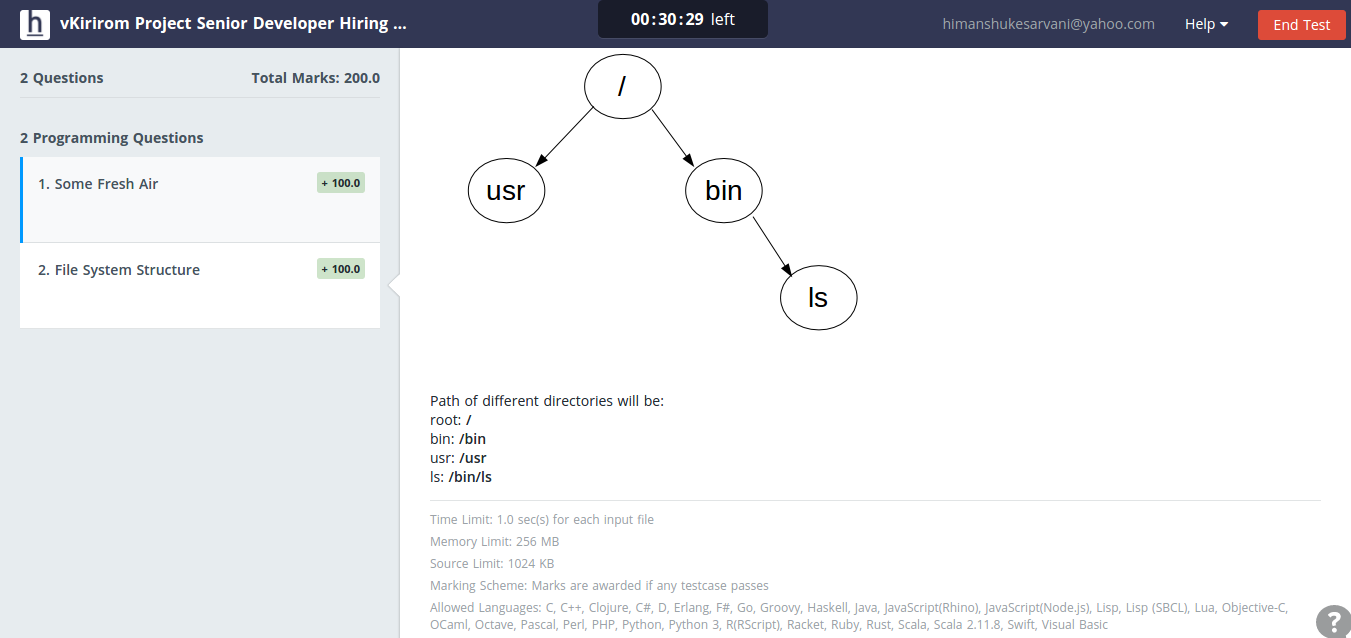 h vKirirom Project Senior Developer Hiring ...
00:30:29 left
himanshukesarvani@yahoo.com
Help
End Test
2 Questions
Total Marks: 200.0
2 Programming Questions
1. Some Fresh Air
+ 100.0
2. File System Structure
+ 100.0
/
usr
bin
ls
Path of different directories will be:
root: /
bin: /bin
usr: /usr
ls: /bin/ls
Time Limit: 1.0 sec(s) for each input file
Memory Limit: 256 MB
Source Limit: 1024 KB
Marking Scheme: Marks are awarded if any testcase passes
Allowed Languages: C, C++, Clojure, C#, D, Erlang, F#, Go, Groovy, Haskell, Java, JavaScript(Rhino), JavaScript(Node.js), Lisp, Lisp (SBCL), Lua, Objective-C,
OCaml, Octave, Pascal, Perl, PHP, Python, Python 3, R(RScript), Racket, Ruby, Rust, Scala, Scala 2.11.8, Swift, Visual Basic
?